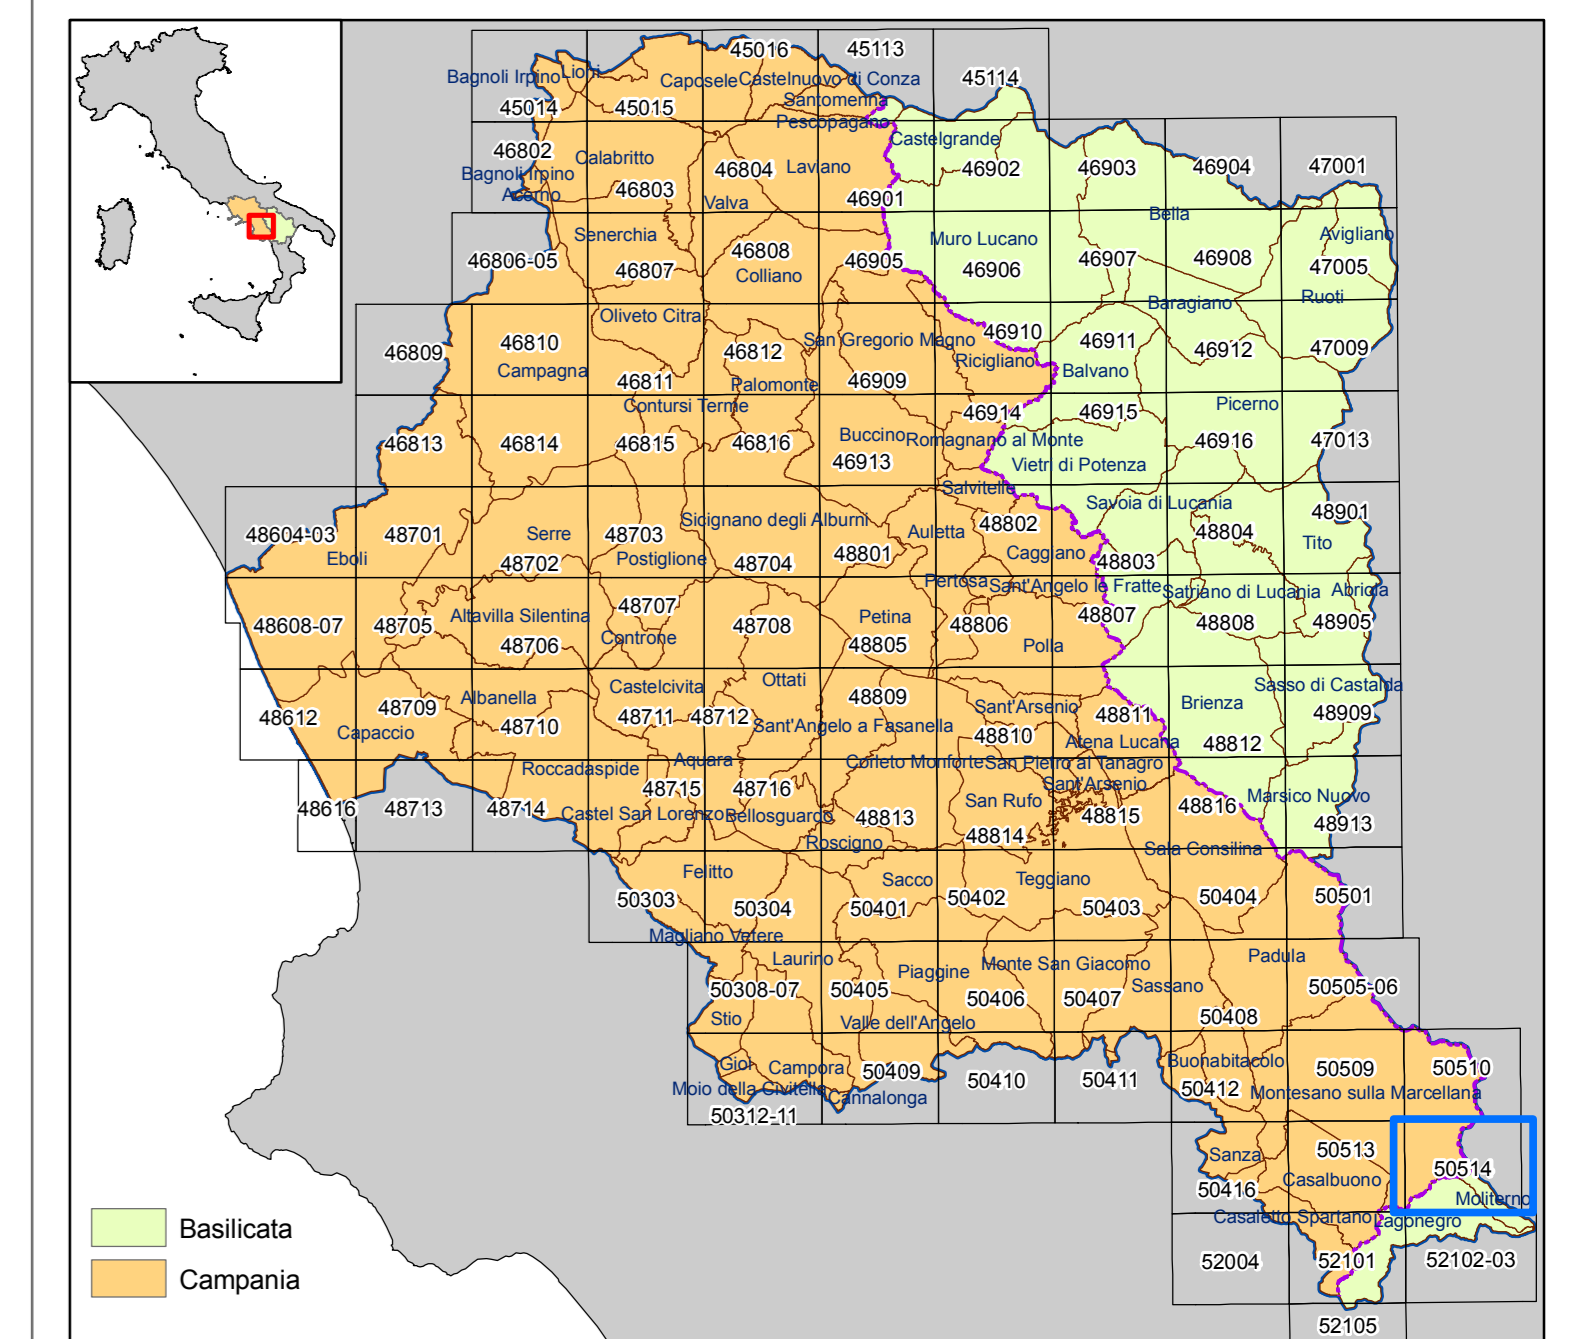 45016
45113
45114
Bagnoli Irpino
Lioni
Caposele
Castelnuovo di Conza
45014
45015
Santomenna
Pescopagano
Castelgrande
46802
Calabritto
46804
Laviano
46902
46903
46904
47001
Bagnoli Irpino
Acerno
46803
Valva
46901
Bella
Senerchia
Muro Lucano
Avigliano
46806-05
46807
46808
Colliano
46905
46906
46907
46908
47005
Oliveto Citra
Baragiano
Ruoti
46809
46810
Campagna
46811
46812
San Gregorio Magno
46910
Ricigliano
46911
Balvano
46912
47009
Palomonte
46909
Contursi Terme
46914
46915
Picerno
46813
46814
46815
46816
Buccino
Romagnano al Monte
46916
47013
46913
Vietri di Potenza
Salvitelle
Savoia di Lucania
48604-03
48701
Serre
48703
Sicignano degli Alburni
Auletta
48802
48804
48901
Eboli
48702
Postiglione
48704
48801
Caggiano
48803
Tito
Pertosa
Sant'Angelo le Fratte
Satriano di Lucania
Abriola
48608-07
48705
Altavilla Silentina
48707
48708
Petina
48806
48807
48808
48905
48706
Controne
48805
Polla
Castelcivita
Ottati
Sasso di Castalda
48612
48709
Albanella
48711
48712
48809
Sant'Arsenio
48811
Brienza
48909
Capaccio
48710
Sant'Angelo a Fasanella
48810
Atena Lucana
48812
Roccadaspide
Aquara
Corleto Monforte
San Pietro al Tanagro
Sant'Arsenio
48616
48713
48714
48715
48716
San Rufo
48816
Marsico Nuovo
Castel San Lorenzo
Bellosguardo
48813
48815
48913
Roscigno
48814
Sala Consilina
Felitto
Sacco
Teggiano
50303
50304
50401
50402
50403
50404
50501
Magliano Vetere
Laurino
Piaggine
Monte San Giacomo
Padula
50308-07
50405
50406
50407
Sassano
50505-06
Stio
Valle dell'Angelo
50408
Gioi
Campora
50409
50410
50411
Buonabitacolo
50509
50510
Moio della Civitella
Cannalonga
50412
Montesano sulla Marcellana
50312-11
Sanza
50513
50514
50416
Casalbuono
Moliterno
Casaletto Spartano
Lagonegro
52004
52101
52102-03
52105
Basilicata
Campania